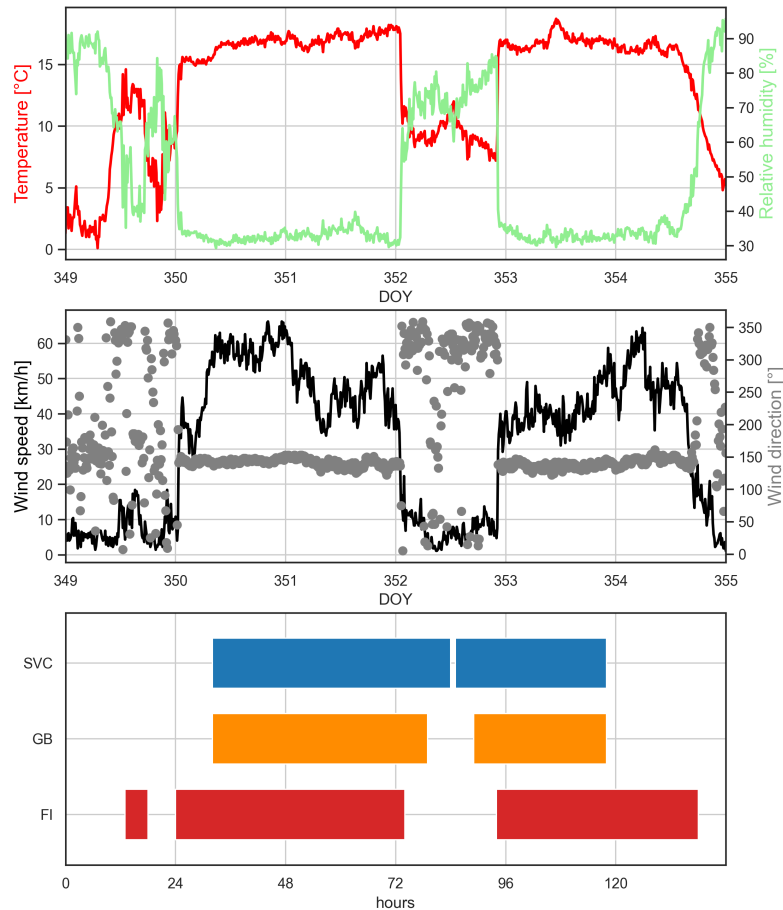 Temperature [°C]
15
10
5
0
90
80
70
60
50
40
30
Relative humidity [%]
349 350 351 352 353 354 355
DOY
Wind speed [km/h]
60
50
40
30
20
10
0
350
300
250
200
150
100
50
0
Wind direction [°]
349 350 351 352 353 354 355
DOY
SVC
GB
FI
0 24 48 72 96 120
hours